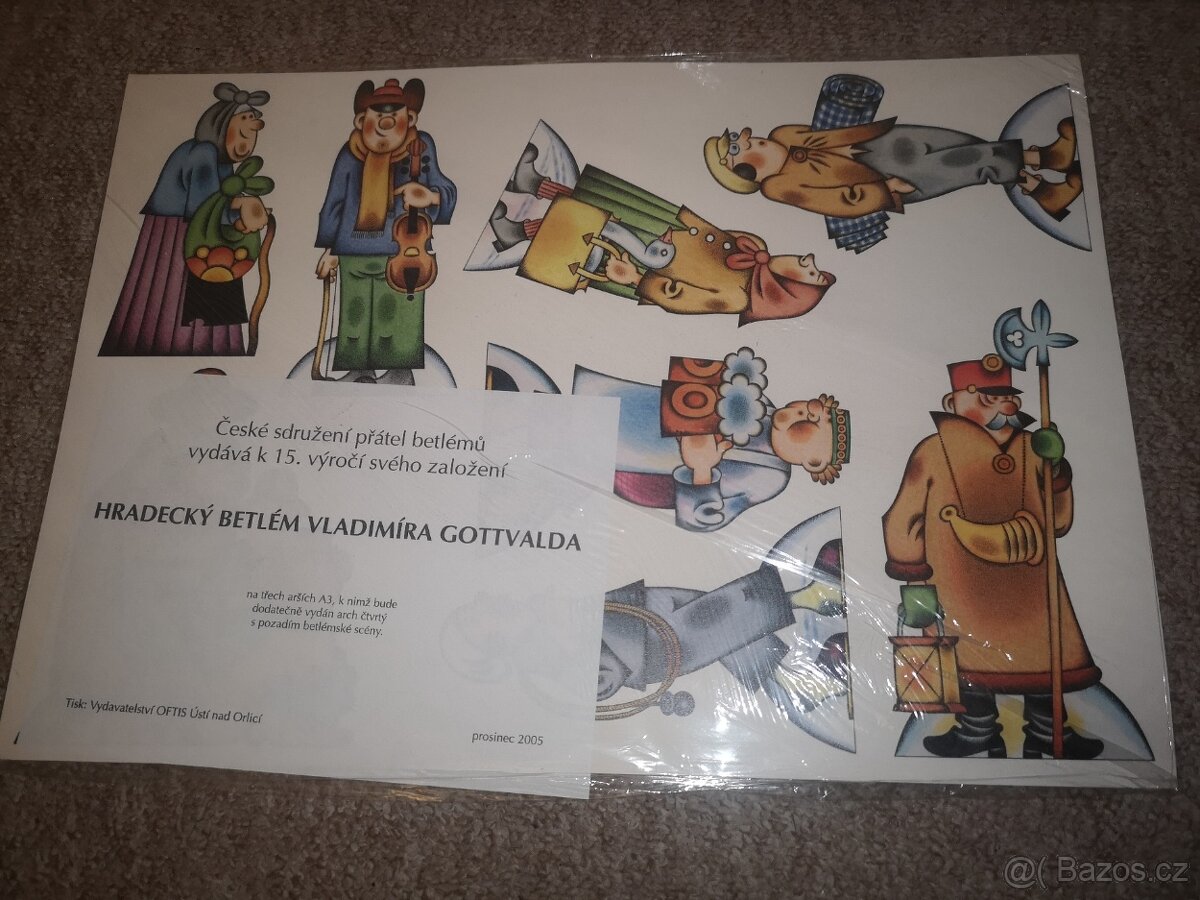 České sdružení přátel betlémů
vydává k 15. výročí svého založení
HRADECKÝ BETLÉM VLADIMÍRA GOTTVALDA
na třech arších A3, k nimž bude
dodatečně vydán arch čtvrtý
s pozadím betlémské scény.
Tisk: Vydavatelství OFTIS Ústí nad Orlicí
prosinec 2005
@( Bazos.cz